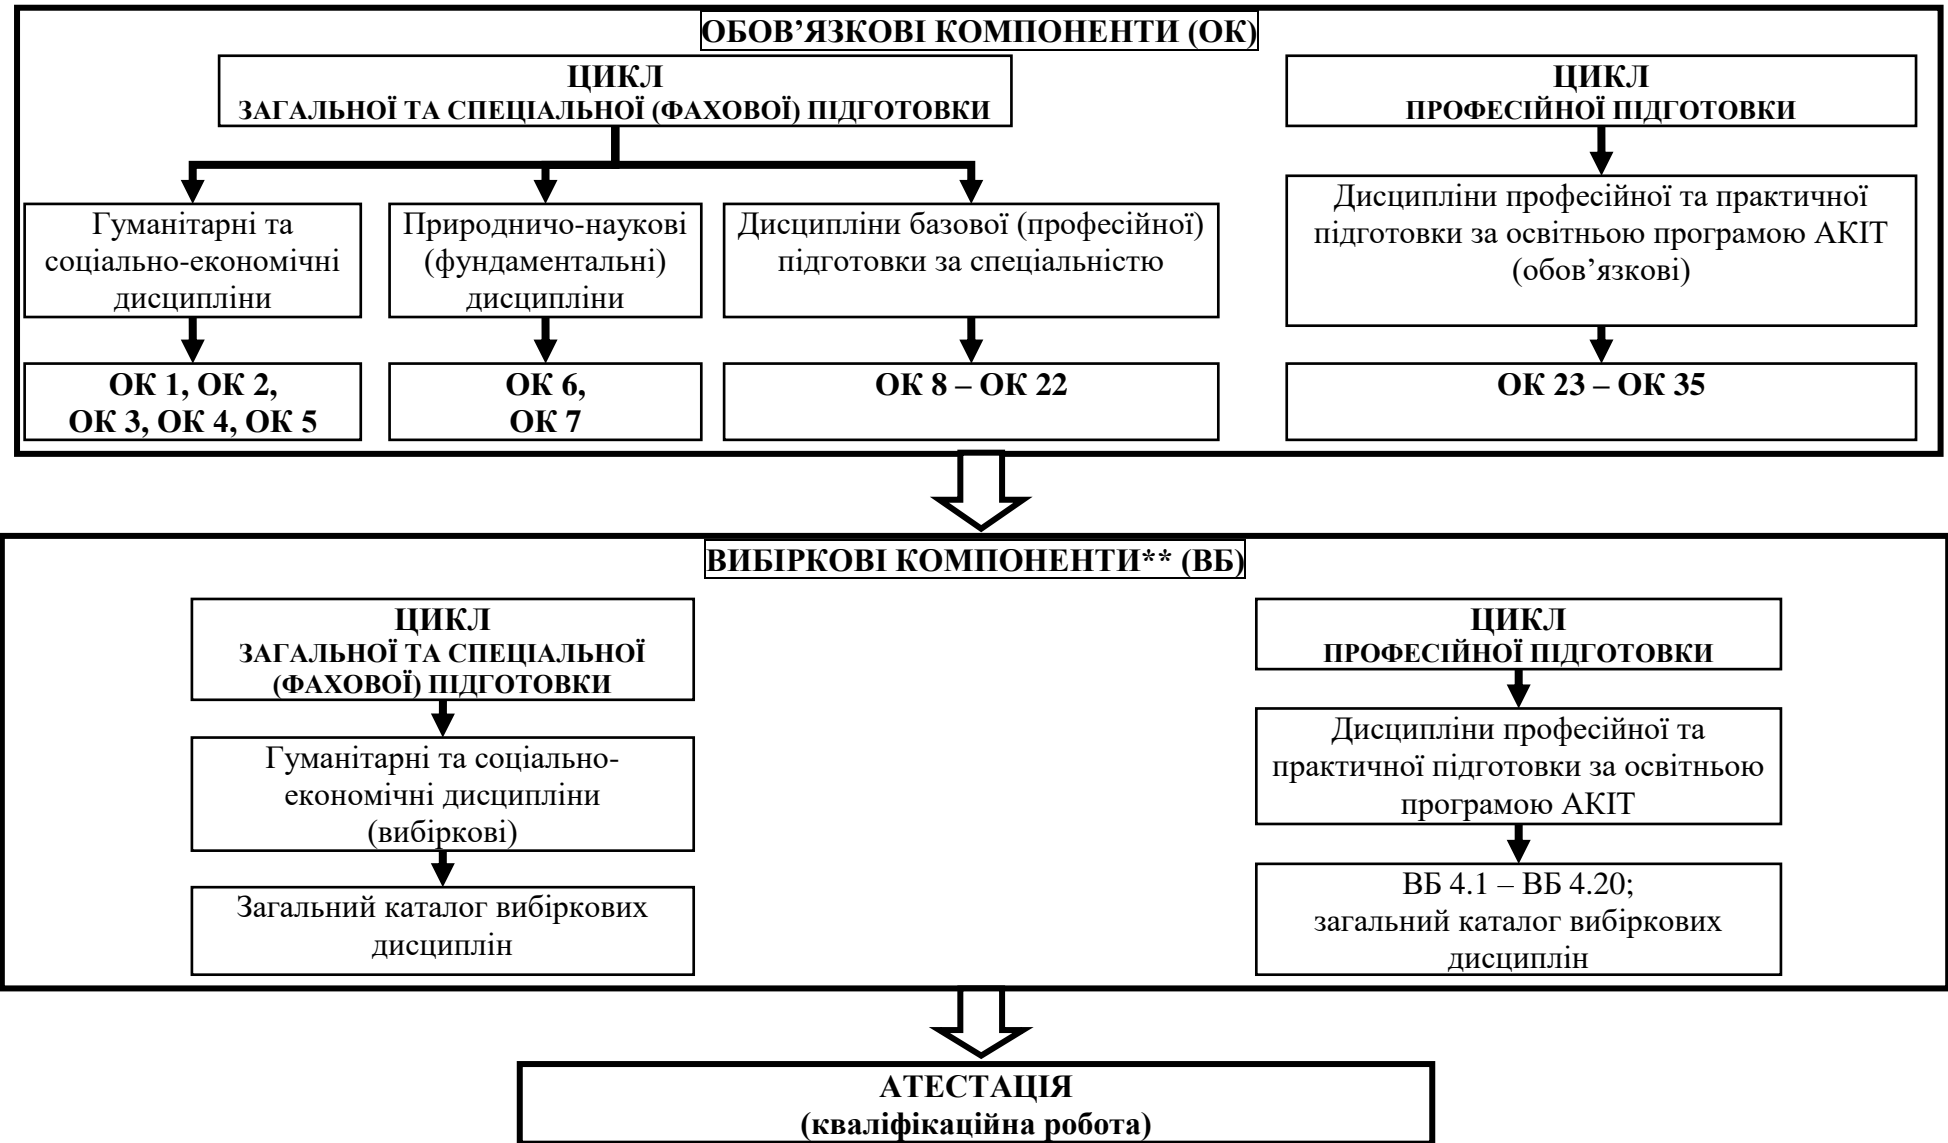 ОБОВ’ЯЗКОВІ КОМПОНЕНТИ (ОК)
ЦИКЛ
ЗАГАЛЬНОЇ ТА СПЕЦІАЛЬНОЇ (ФАХОВОЇ) ПІДГОТОВКИ
ЦИКЛ
ПРОФЕСІЙНОЇ ПІДГОТОВКИ
Гуманітарні та
соціально-економічні
дисципліни
Природничо-наукові
(фундаментальні)
дисципліни
Дисципліни базової (професійної)
підготовки за спеціальністю
Дисципліни професійної та практичної
підготовки за освітньою програмою АКІТ
(обов’язкові)
ОК 1, ОК 2,
ОК 3, ОК 4, ОК 5
ОК 6,
ОК 7
ОК 8 – ОК 22
ОК 23 – ОК 35
ВИБІРКОВІ КОМПОНЕНТИ** (ВБ)
ЦИКЛ
ЗАГАЛЬНОЇ ТА СПЕЦІАЛЬНОЇ
(ФАХОВОЇ) ПІДГОТОВКИ
ЦИКЛ
ПРОФЕСІЙНОЇ ПІДГОТОВКИ
Гуманітарні та соціально-
економічні дисципліни
(вибіркові)
Дисципліни професійної та
практичної підготовки за освітньою
програмою АКІТ
Загальний каталог вибіркових
дисциплін
ВБ 4.1 – ВБ 4.20;
загальний каталог вибіркових
дисциплін
АТЕСТАЦІЯ
(кваліфікаційна робота)